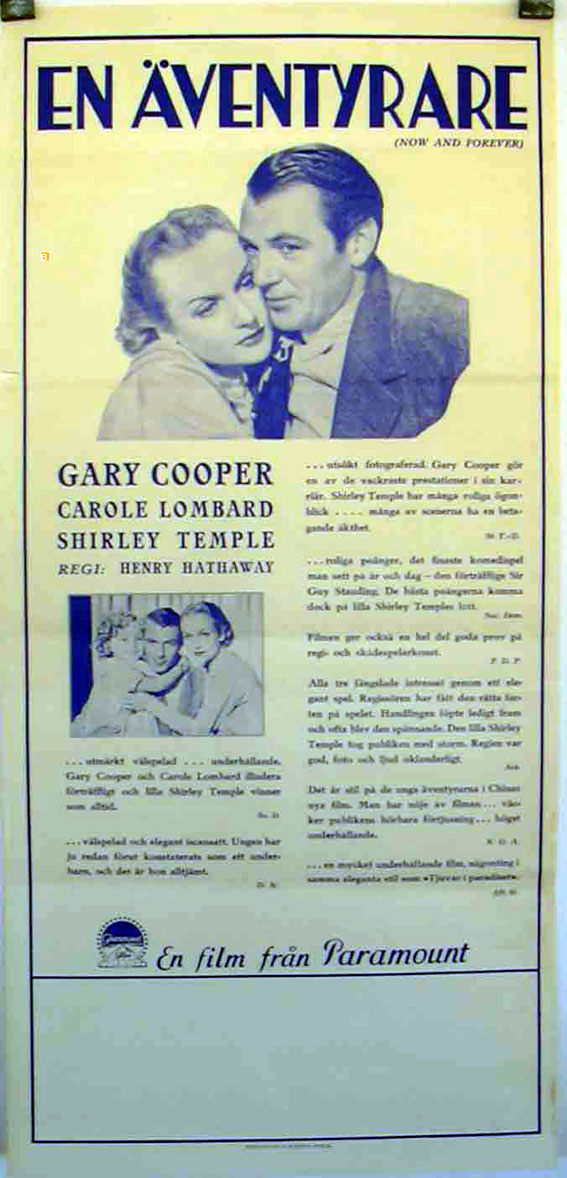 EN ÄVENTYRARE
(NOW AND FOREVER)
GARY COOPER
CAROLE LOMBARD
SHIRLEY TEMPLE
REGI: HENRY HATHAWAY
. . . utmärkt välspelad . . . underhållande.
Gary Cooper och Carole Lombard illudera
förträffligt och lilla Shirley Temple vinner
som alltid.
. . . välspelad och elegant iscensatt. Ungen har
ju redan förut konstaterats som ett under-
barn, och det är hon alltjämt.
D. N.
. . . utsökt fotograferad. Gary Cooper gör
en av de vackraste prestationer i sin kar-
riär. Shirley Temple har många roliga ögon-
blick . . . . många av scenerna ha en beta-
gande äkthet.
. . . roliga poänger, det finaste komedispel
man sett på år och dag – den förträfflige Sir
Guy Standing. De bästa poängerna komma
dock på lilla Shirley Temples lott.
Soc. Dem.
Filmen ger också en hel del goda prov på
regi- och skådespelarkonst.
F. D. P.
Alla tre fängslade intresset genom ett ele-
gant spel. Regissören har fått den rätta far-
ten på spelet. Handlingen löpte ledigt fram
och ofta blev den spännande. Den lilla Shirley
Temple tog publiken med storm. Regien var
god, foto och ljud oklanderligt.
Arb.
Det är stil på de unga äventyrarna i Chinas
nya film. Man har nöje av filmen . . . väc-
ker publikens hörbara förtjusning . . . högst
underhållande.
N. D. A.
. . . en mycket underhållande film, någonting i
samma eleganta stil som »Tjuvar i paradiset».
Paramount
En film från Paramount